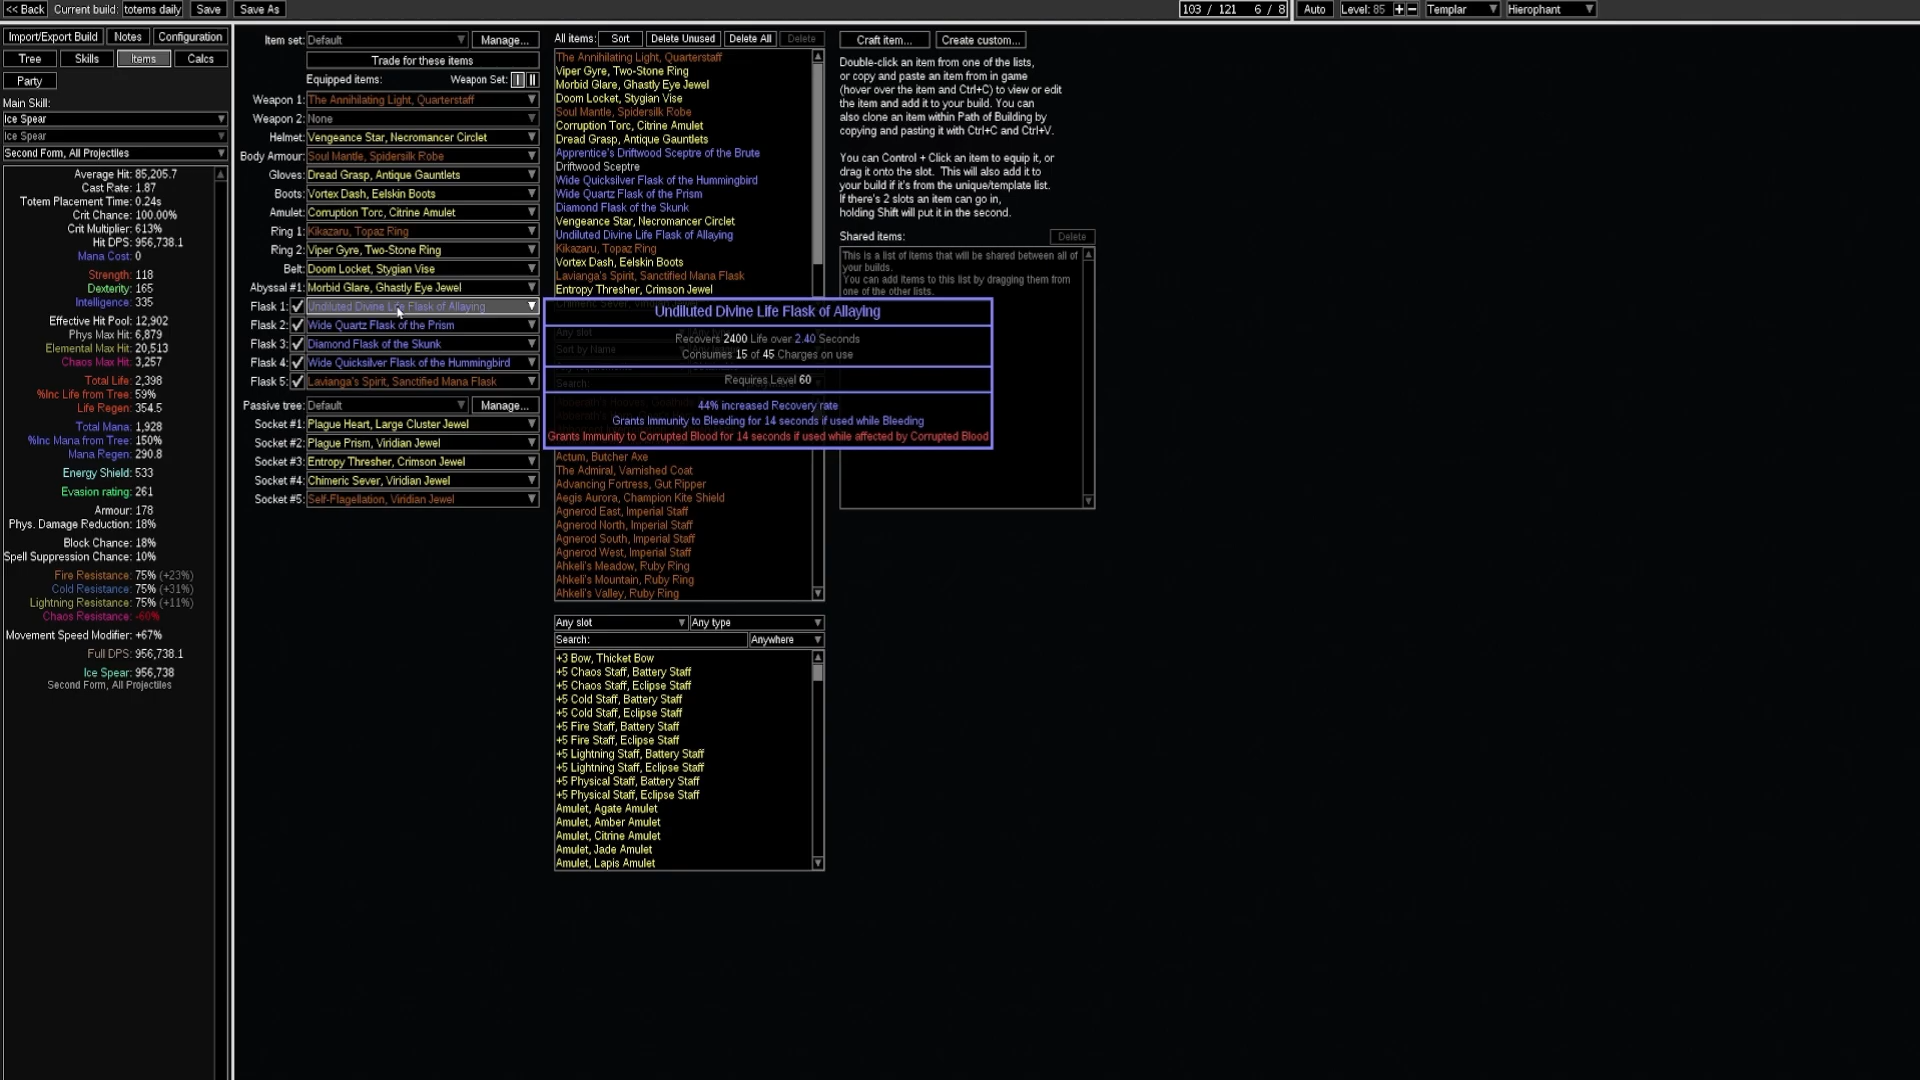 << Back Current build: totems daily Save Save As 103 / 121 6 / 8 Auto Level: 85 + − Templar Hierophant
Import/Export Build Notes Configuration
Tree Skills Items Calcs
Party
Main Skill:
Ice Spear
Ice Spear
Second Form, All Projectiles
Average Hit: 85,205.7
Cast Rate: 1.87
Totem Placement Time: 0.24s
Crit Chance: 100.00%
Crit Multiplier: 613%
Hit DPS: 956,738.1
Mana Cost: 0
Strength: 118
Dexterity: 165
Intelligence: 335
Effective Hit Pool: 12,902
Phys Max Hit: 6,879
Elemental Max Hit: 20,513
Chaos Max Hit: 3,257
Total Life: 2,398
%Inc Life from Tree: 59%
Life Regen: 354.5
Total Mana: 1,928
%Inc Mana from Tree: 150%
Mana Regen: 290.8
Energy Shield: 533
Evasion rating: 261
Armour: 178
Phys. Damage Reduction: 18%
Block Chance: 18%
Spell Suppression Chance: 10%
Fire Resistance: 75% (+23%)
Cold Resistance: 75% (+31%)
Lightning Resistance: 75% (+11%)
Chaos Resistance: -60%
Movement Speed Modifier: +67%
Full DPS: 956,738.1
Ice Spear: 956,738
Second Form, All Projectiles
Item set: Default Manage...
Trade for these items
Equipped items: Weapon Set: I II
Weapon 1: The Annihilating Light, Quarterstaff
Weapon 2: None
Helmet: Vengeance Star, Necromancer Circlet
Body Armour: Soul Mantle, Spidersilk Robe
Gloves: Dread Grasp, Antique Gauntlets
Boots: Vortex Dash, Eelskin Boots
Amulet: Corruption Torc, Citrine Amulet
Ring 1: Kikazaru, Topaz Ring
Ring 2: Viper Gyre, Two-Stone Ring
Belt: Doom Locket, Stygian Vise
Abyssal #1: Morbid Glare, Ghastly Eye Jewel
Flask 1: Undiluted Divine Life Flask of Allaying
Flask 2: Wide Quartz Flask of the Prism
Flask 3: Diamond Flask of the Skunk
Flask 4: Wide Quicksilver Flask of the Hummingbird
Flask 5: Lavianga's Spirit, Sanctified Mana Flask
Passive tree: Default Manage...
Socket #1: Plague Heart, Large Cluster Jewel
Socket #2: Plague Prism, Viridian Jewel
Socket #3: Entropy Thresher, Crimson Jewel
Socket #4: Chimeric Sever, Viridian Jewel
Socket #5: Self-Flagellation, Viridian Jewel
All items: Sort Delete Unused Delete All Delete
The Annihilating Light, Quarterstaff
Viper Gyre, Two-Stone Ring
Morbid Glare, Ghastly Eye Jewel
Doom Locket, Stygian Vise
Soul Mantle, Spidersilk Robe
Corruption Torc, Citrine Amulet
Dread Grasp, Antique Gauntlets
Apprentice's Driftwood Sceptre of the Brute
Driftwood Sceptre
Wide Quicksilver Flask of the Hummingbird
Wide Quartz Flask of the Prism
Diamond Flask of the Skunk
Vengeance Star, Necromancer Circlet
Undiluted Divine Life Flask of Allaying
Kikazaru, Topaz Ring
Vortex Dash, Eelskin Boots
Lavianga's Spirit, Sanctified Mana Flask
Entropy Thresher, Crimson Jewel
Chimeric Sever, Viridian Jewel
Undiluted Divine Life Flask of Allaying
Recovers 2400 Life over 2.40 Seconds
Consumes 15 of 45 Charges on use
Requires Level 60
44% increased Recovery rate
Grants Immunity to Bleeding for 14 seconds if used while Bleeding
Grants Immunity to Corrupted Blood for 14 seconds if used while affected by Corrupted Blood
Any slot
Sort by Name
Search:
Actum, Butcher Axe
The Admiral, Varnished Coat
Advancing Fortress, Gut Ripper
Aegis Aurora, Champion Kite Shield
Agnerod East, Imperial Staff
Agnerod North, Imperial Staff
Agnerod South, Imperial Staff
Agnerod West, Imperial Staff
Ahkeli's Meadow, Ruby Ring
Ahkeli's Mountain, Ruby Ring
Ahkeli's Valley, Ruby Ring
Any slot Any type
Search: Anywhere
+3 Bow, Thicket Bow
+5 Chaos Staff, Battery Staff
+5 Chaos Staff, Eclipse Staff
+5 Cold Staff, Battery Staff
+5 Cold Staff, Eclipse Staff
+5 Fire Staff, Battery Staff
+5 Fire Staff, Eclipse Staff
+5 Lightning Staff, Battery Staff
+5 Lightning Staff, Eclipse Staff
+5 Physical Staff, Battery Staff
+5 Physical Staff, Eclipse Staff
Amulet, Agate Amulet
Amulet, Amber Amulet
Amulet, Citrine Amulet
Amulet, Jade Amulet
Amulet, Lapis Amulet
Craft item... Create custom...
Double-click an item from one of the lists,
or copy and paste an item from in game
(hover over the item and Ctrl+C) to view or edit
the item and add it to your build. You can
also clone an item within Path of Building by
copying and pasting it with Ctrl+C and Ctrl+V.
You can Control + Click an item to equip it, or
drag it onto the slot. This will also add it to
your build if it's from the unique/template list.
If there's 2 slots an item can go in,
holding Shift will put it in the second.
Shared items: Delete
This is a list of items that will be shared between all of
your builds.
You can add items to this list by dragging them from
one of the other lists.